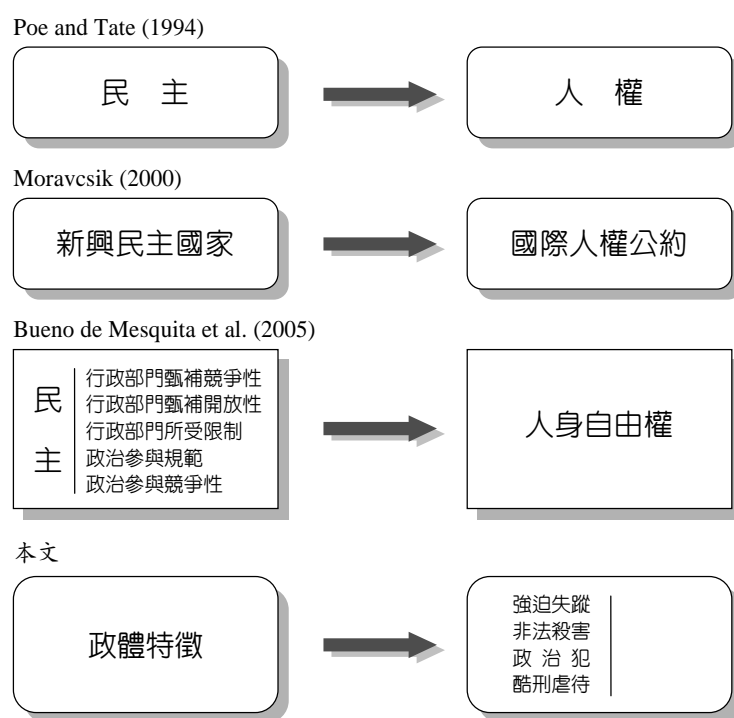 Poe and Tate (1994)
民 主
人 權
Moravcsik (2000)
新興民主國家
國際人權公約
Bueno de Mesquita et al. (2005)
民
主
行政部門甄補競爭性
行政部門甄補開放性
行政部門所受限制
政治參與規範
政治參與競爭性
人身自由權
本文
政體特徵
強迫失蹤
非法殺害
政 治 犯
酷刑虐待